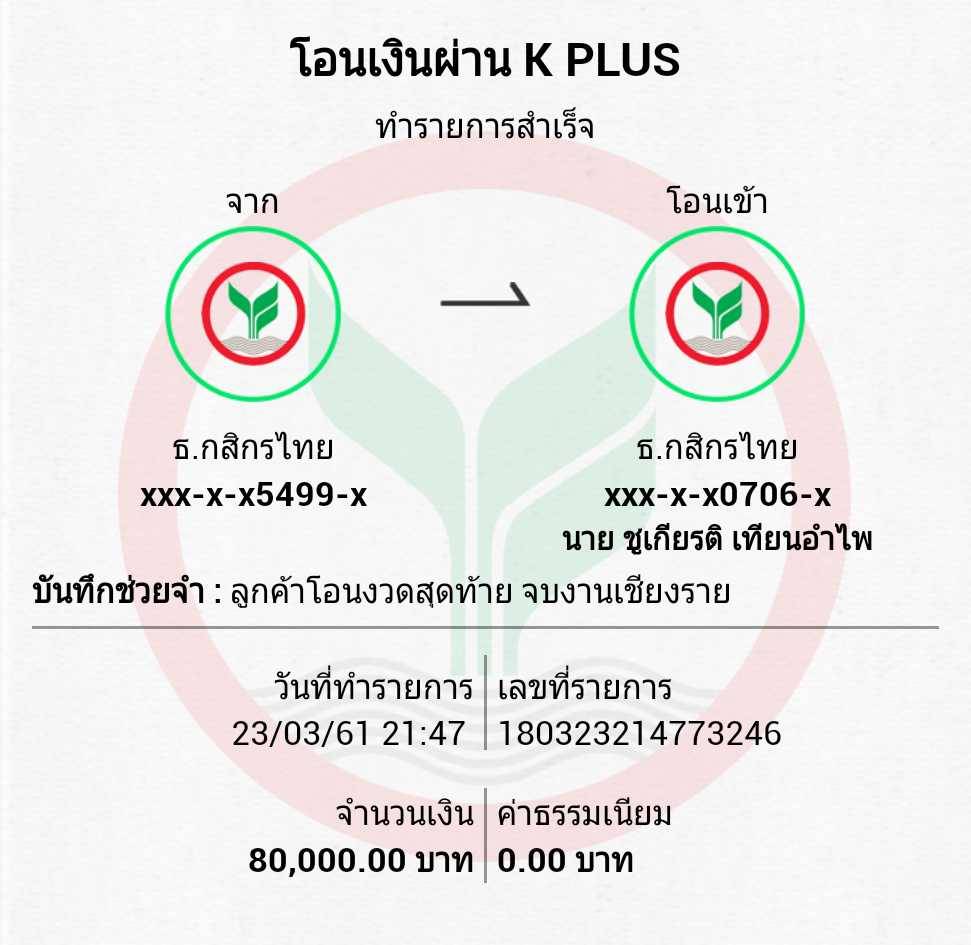 โอนเงินผ่าน K PLUS
ทำรายการสำเร็จ
จาก
โอนเข้า
ธ.กสิกรไทย
xxx-x-x5499-x
ธ.กสิกรไทย
xxx-x-x0706-x
นาย ชูเกียรติ เทียนอำไพ
บันทึกช่วยจำ : ลูกค้าโอนงวดสุดท้าย จบงานเชียงราย
วันที่ทำรายการ
23/03/61 21:47
เลขที่รายการ
180323214773246
จำนวนเงิน
80,000.00 บาท
ค่าธรรมเนียม
0.00 บาท